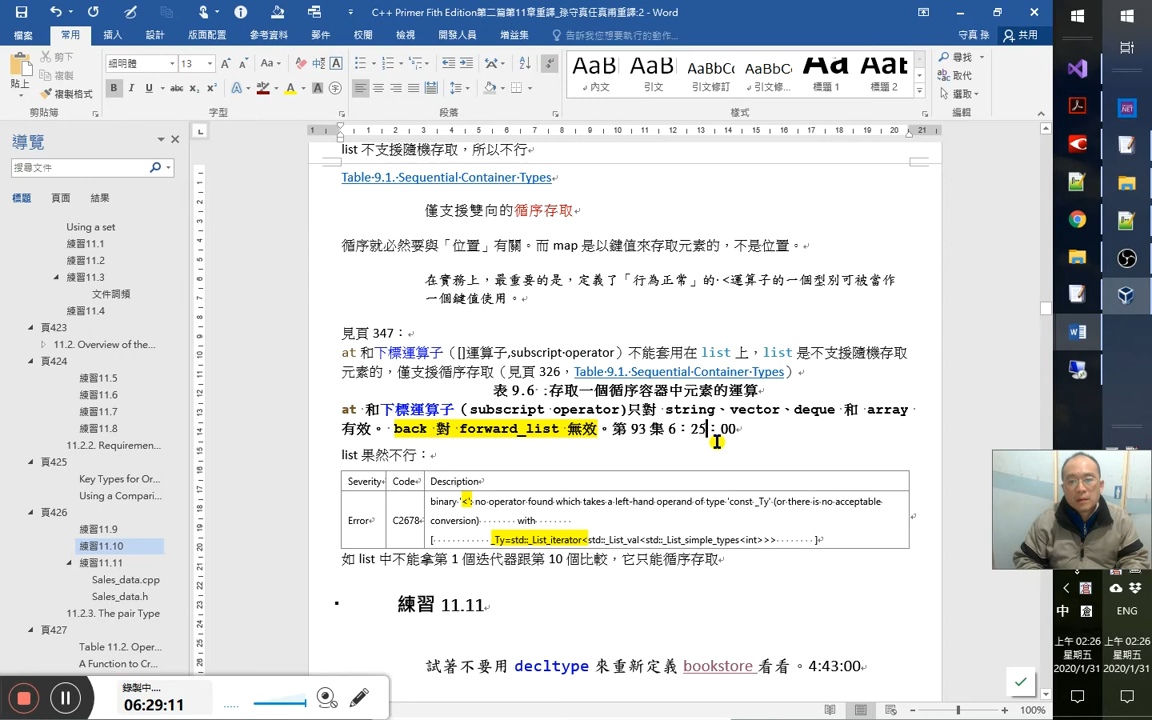 C++ Primer Fifth Edition第二篇第11章重譯_孫守真任真甫重譯:2 - Word
檔案 常用 插入 設計 版面配置 參考資料 郵件 校閱 檢視 開發人員 增益集 告訴我您想要執行的動作... 守真 孫 共用
貼上 剪下 複製 複製格式
細明體 13
AaB AaB AaBbCc AaBbCc AaB AaB
內文 引文 引文修訂 引文修... 標題 1 標題 2
尋找 取代 選取
剪貼簿 字型 段落 樣式 編輯
導覽
搜尋文件
標題 頁面 結果
Using a set
練習11.1
練習11.2
練習11.3
文件詞頻
練習11.4
頁423
11.2. Overview of the...
頁424
練習11.5
練習11.6
練習11.7
練習11.8
11.2.2. Requiremen...
頁425
Key Types for Or...
Using a Compari...
頁426
練習11.9
練習11.10
練習11.11
Sales_data.cpp
Sales_data.h
11.2.3. The pair Type
頁427
Table 11.2. Oper...
A Function to Cr...
list 不支援隨機存取，所以不行
Table 9.1. Sequential Container Types
僅支援雙向的循序存取
循序就必然要與「位置」有關。而 map 是以鍵值來存取元素的，不是位置。
在實務上，最重要的是，定義了「行為正常」的 <運算子的一個型別可被當作
一個鍵值使用。
見頁 347：
at 和下標運算子（[]運算子,subscript operator）不能套用在 list 上，list 是不支援隨機存取
元素的，僅支援循序存取（見頁 326，Table 9.1. Sequential Container Types）
表 9.6 :存取一個循序容器中元素的運算
at 和下標運算子（subscript operator)只對 string、vector、deque 和 array
有效。 back 對 forward_list 無效。第 93 集 6：25：00
list 果然不行：
Severity Code Description
Error C2678 binary '<': no operator found which takes a left-hand operand of type 'const _Ty' (or there is no acceptable
conversion) with
[ _Ty=std::_List_iterator<std::_List_val<std::_List_simple_types<int>>> ]
如 list 中不能拿第 1 個迭代器跟第 10 個比較，它只能循序存取
練習 11.11
試著不要用 decltype 來重新定義 bookstore 看看。4:43:00
錄製中....
06:29:11
100%
中 ENG
上午 02:26 上午 02:26
星期五 星期五
2020/1/31 2020/1/31